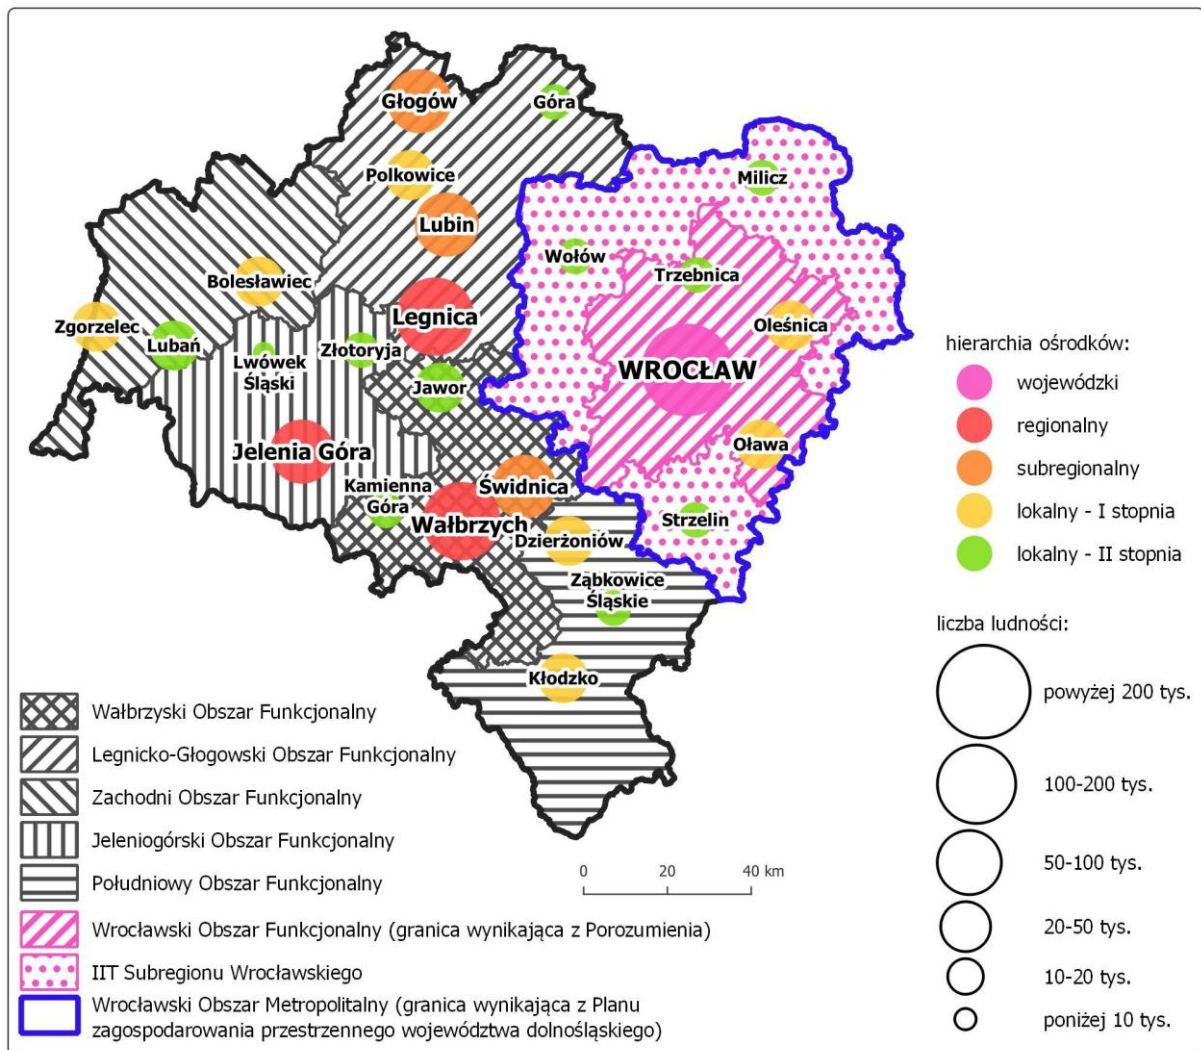 Głogów
Góra
Polkowice
Milicz
Lubin
Wołów
Trzebnica
Bolesławiec
Zgorzelec
Legnica
Oleśnica
Lubań
Lwówek
Śląski
Złotoryja
WROCŁAW
Jawor
Jelenia Góra
Oława
Kamienna
Góra
Świdnica
Wałbrzych
Strzelin
Dzierżoniów
Ząbkowice
Śląskie
Kłodzko
hierarchia ośrodków:
wojewódzki
regionalny
subregionalny
lokalny - I stopnia
lokalny - II stopnia
liczba ludności:
powyżej 200 tys.
100-200 tys.
50-100 tys.
20-50 tys.
10-20 tys.
poniżej 10 tys.
Wałbrzyski Obszar Funkcjonalny
Legnicko-Głogowski Obszar Funkcjonalny
Zachodni Obszar Funkcjonalny
Jeleniogórski Obszar Funkcjonalny
Południowy Obszar Funkcjonalny
Wrocławski Obszar Funkcjonalny (granica wynikająca z Porozumienia)
IIT Subregionu Wrocławskiego
Wrocławski Obszar Metropolitalny (granica wynikająca z Planu
zagospodarowania przestrzennego województwa dolnośląskiego)
0 20 40 km